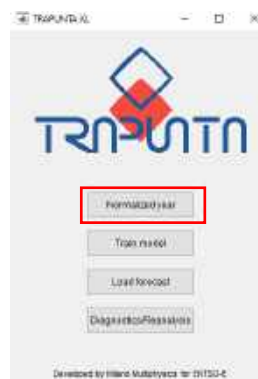 TRAPUNTA XL
TRAPUNTA
Normalized year
Train model
Load forecast
Diagnostics/Reanalysis
Developed by Milano Multiphysics for ENTSO-E